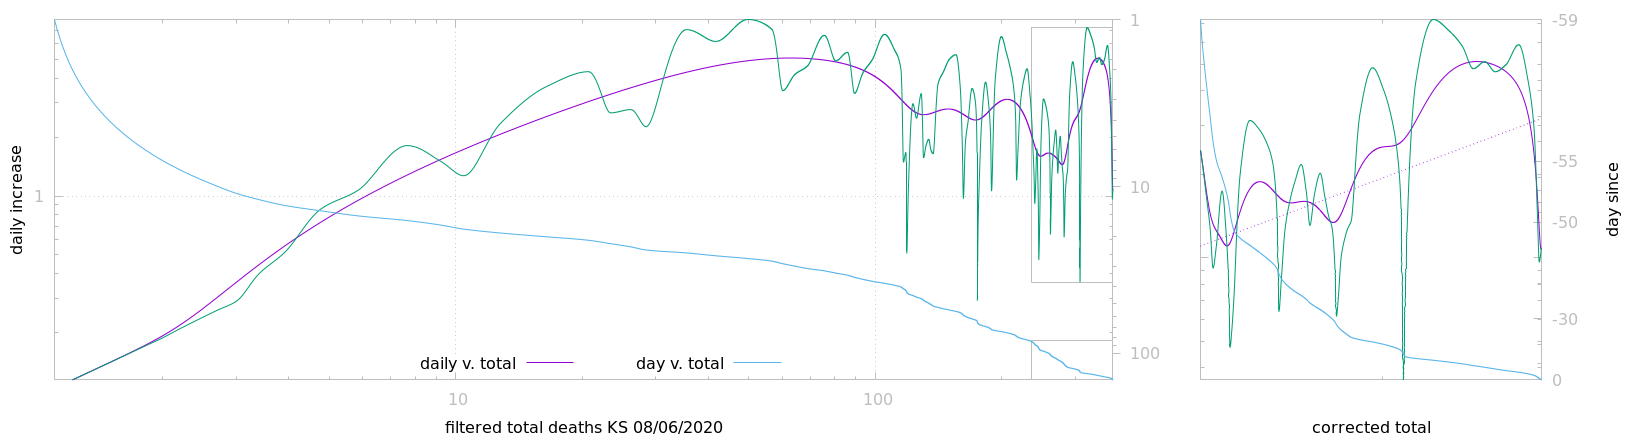 daily increase
1
10
100
1
10
100
daily v. total
day v. total
filtered total deaths KS 08/06/2020
-59
-55
-50
-30
0
day since
corrected total